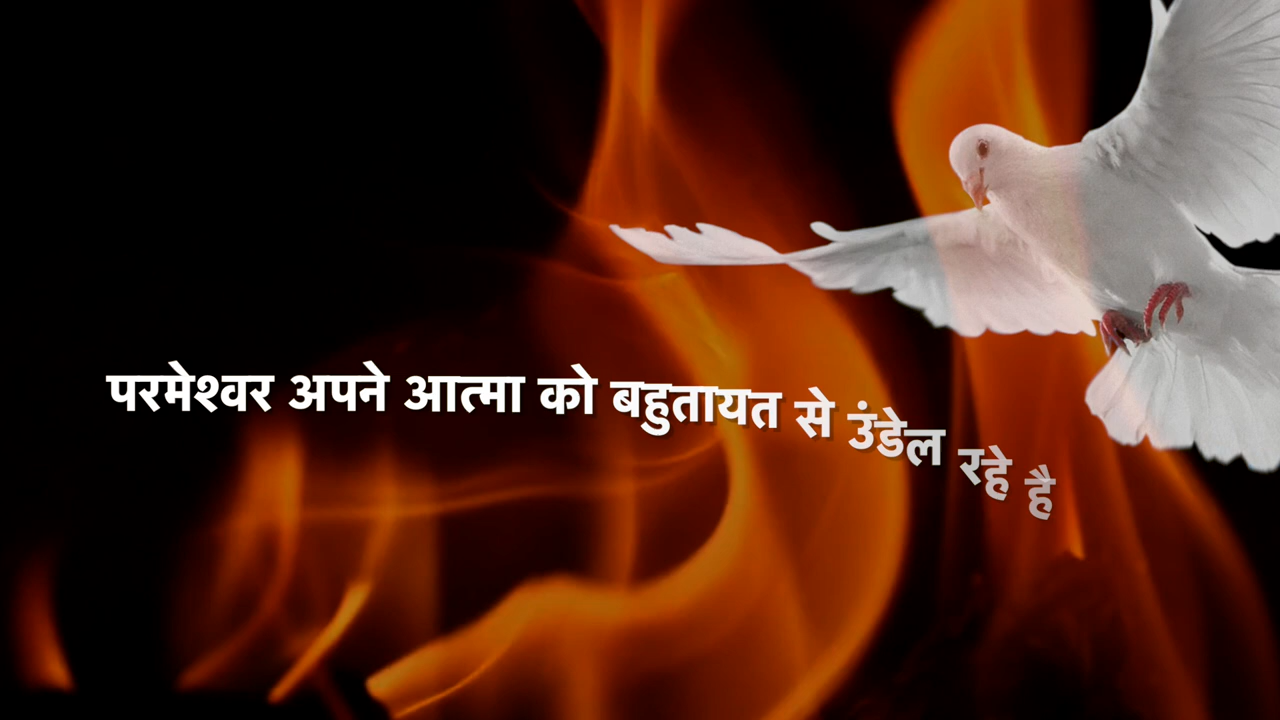 परमेश्वर अपने आत्मा को बहुतायत से उंडेल रहे है